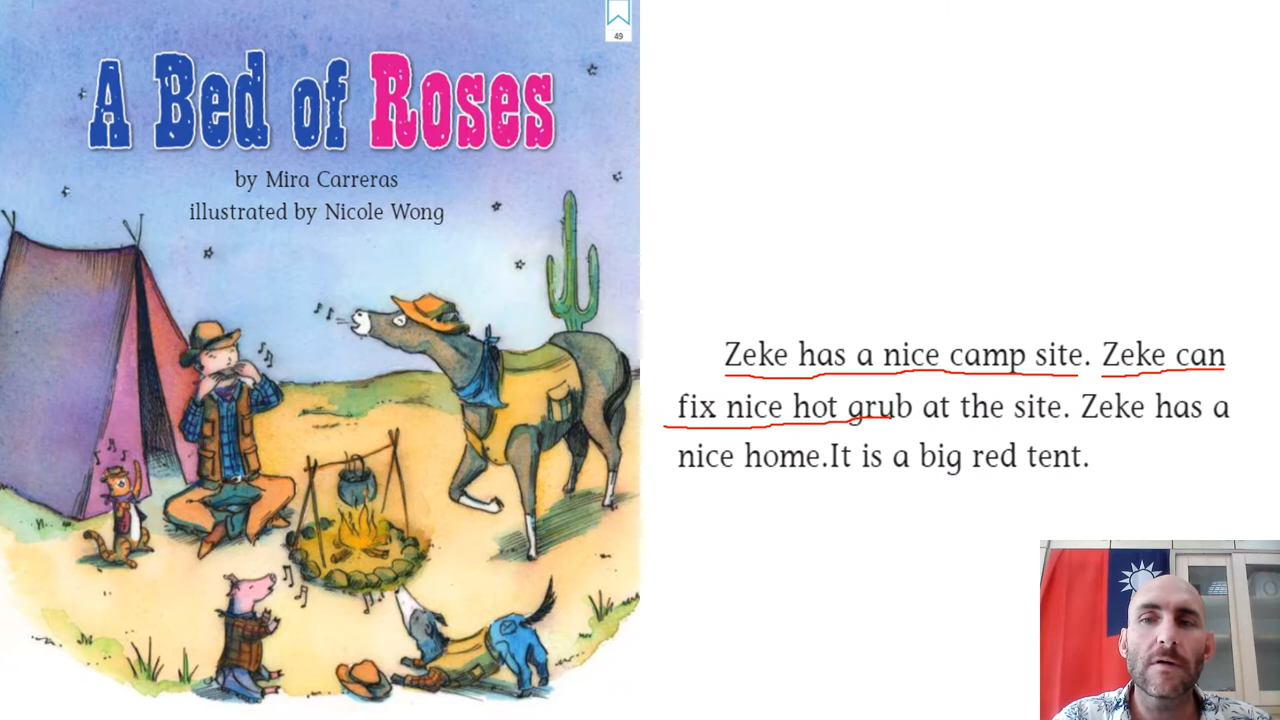 49
A Bed of Roses
by Mira Carreras
illustrated by Nicole Wong
Zeke has a nice camp site. Zeke can
fix nice hot grub at the site. Zeke has a
nice home.It is a big red tent.